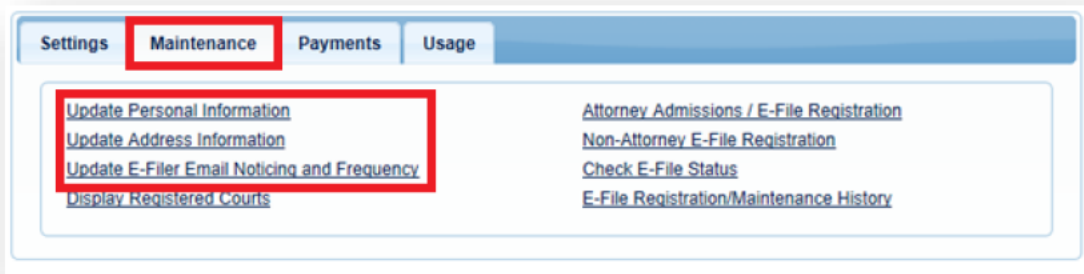 Settings Maintenance Payments Usage
Update Personal Information
Update Address Information
Update E-Filer Email Noticing and Frequency
Display Registered Courts
Attorney Admissions / E-File Registration
Non-Attorney E-File Registration
Check E-File Status
E-File Registration/Maintenance History